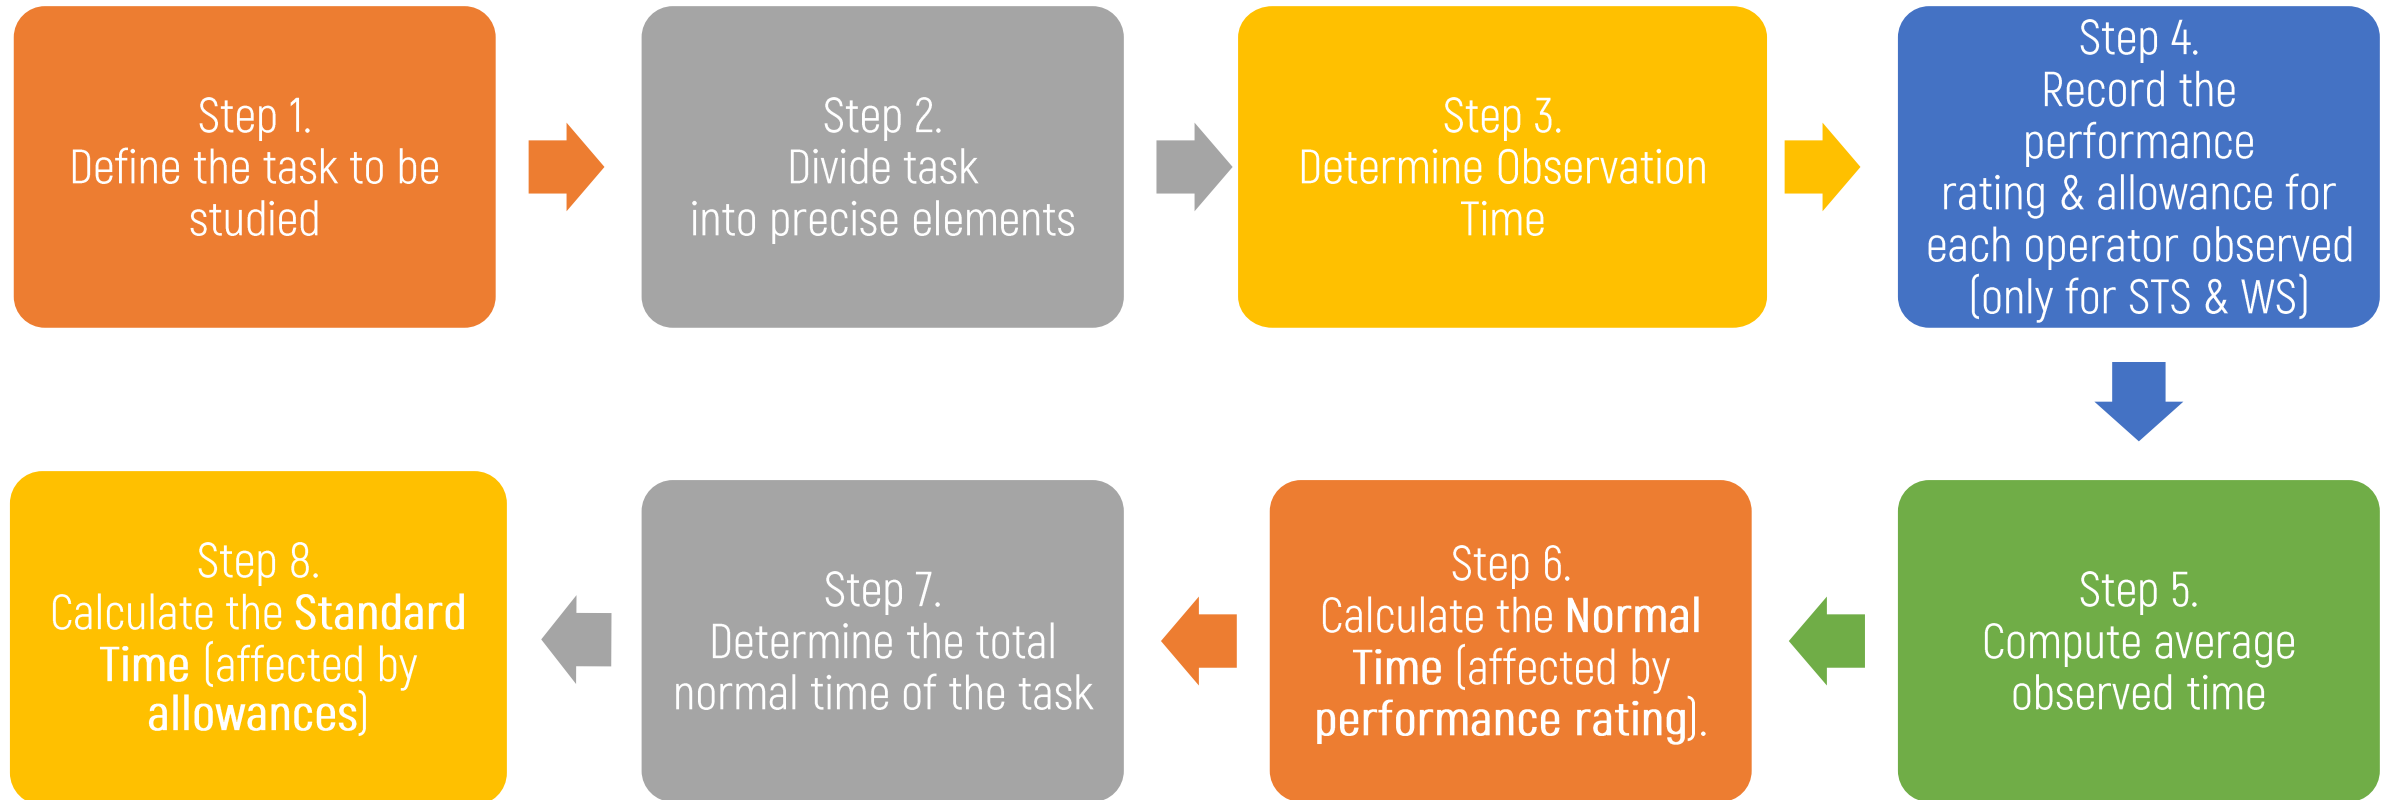 Step 1.
Define the task to be
studied
Step 2.
Divide task
into precise elements
Step 3.
Determine Observation
Time
Step 4.
Record the
performance
rating & allowance for
each operator observed
(only for STS & WS)
Step 5.
Compute average
observed time
Step 6.
Calculate the Normal
Time (affected by
performance rating).
Step 7.
Determine the total
normal time of the task
Step 8.
Calculate the Standard
Time (affected by
allowances)